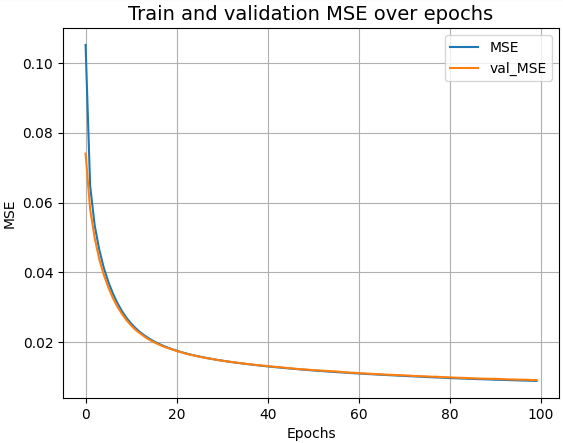 Train and validation MSE over epochs
MSE
val_MSE
0.10
0.08
0.06
0.04
0.02
MSE
0 20 40 60 80 100
Epochs